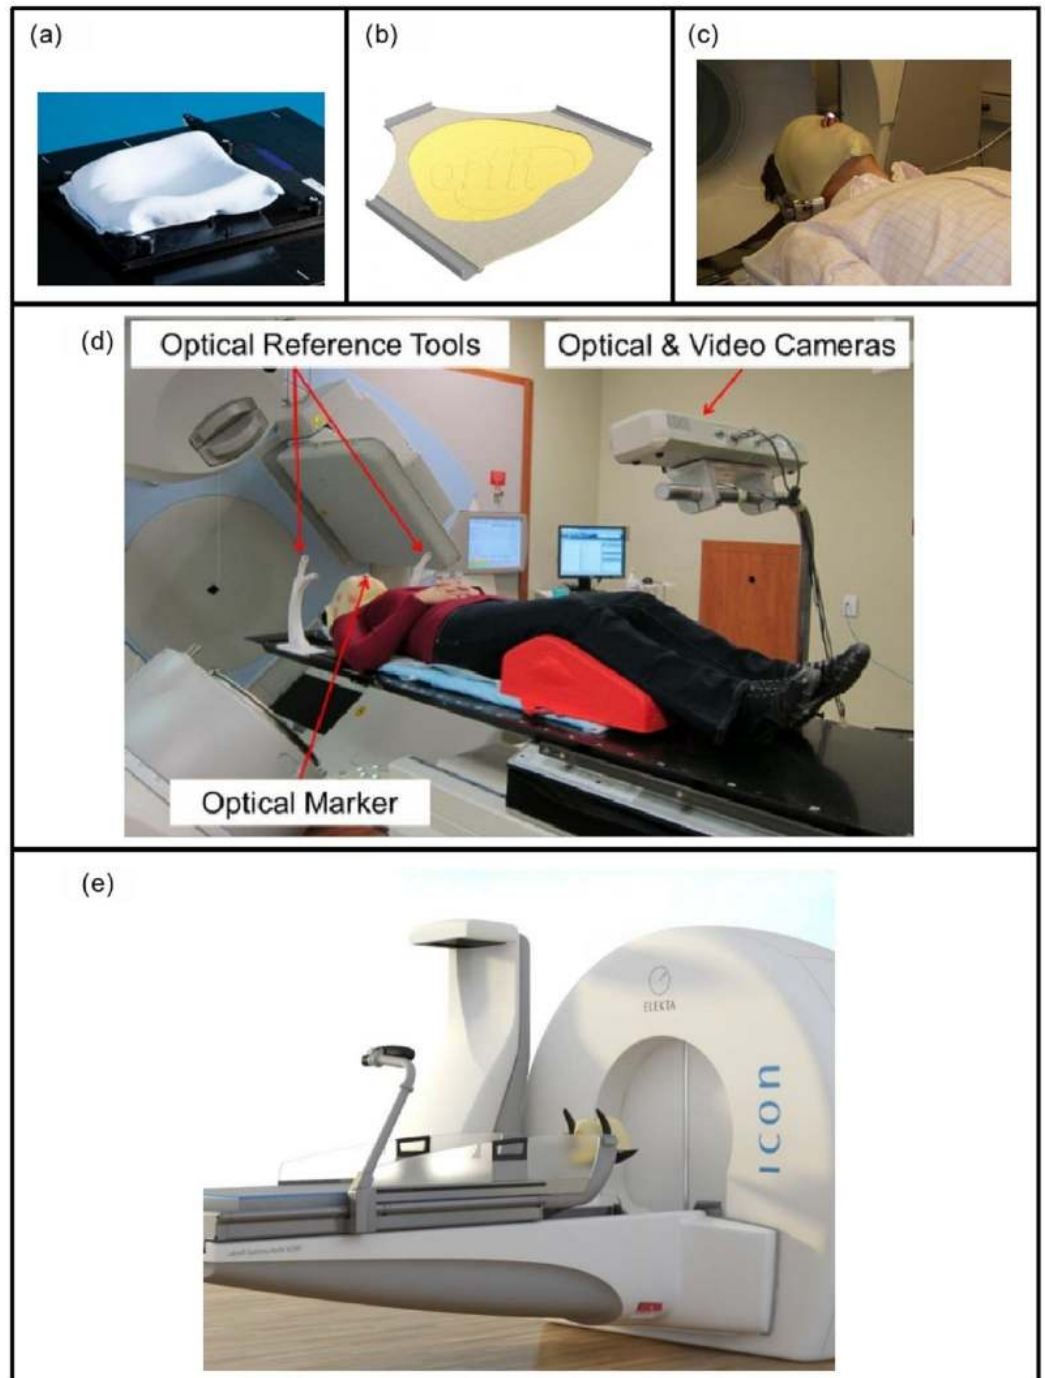 (a)
(b)
(c)
(d)
Optical Reference Tools
Optical & Video Cameras
Optical Marker
(e)
ELEKTA
icon